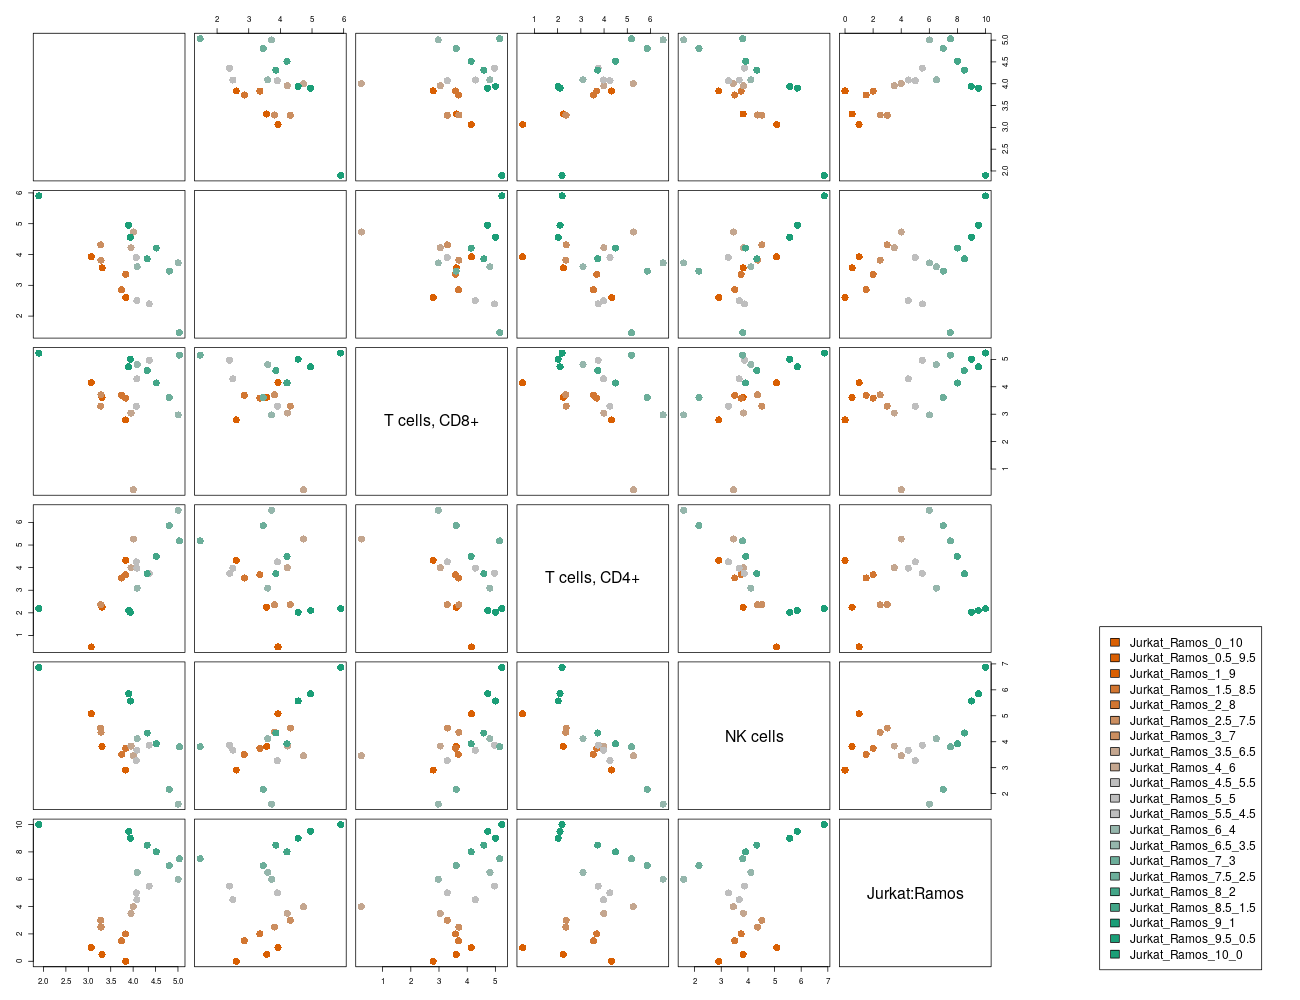 2 3 4 5 6
1 2 3 4 5 6
0 2 4 6 8 10
2.0 2.5 3.0 3.5 4.0 4.5 5.0
2 3 4 5 6
T cells, CD8+
1 2 3 4 5
T cells, CD4+
1 2 3 4 5 6
NK cells
2 3 4 5 6 7
Jurkat:Ramos
0 2 4 6 8 10
2.0 2.5 3.0 3.5 4.0 4.5 5.0
1 2 3 4 5
2 3 4 5 6 7
Jurkat_Ramos_0_10
Jurkat_Ramos_0.5_9.5
Jurkat_Ramos_1_9
Jurkat_Ramos_1.5_8.5
Jurkat_Ramos_2_8
Jurkat_Ramos_2.5_7.5
Jurkat_Ramos_3_7
Jurkat_Ramos_3.5_6.5
Jurkat_Ramos_4_6
Jurkat_Ramos_4.5_5.5
Jurkat_Ramos_5_5
Jurkat_Ramos_5.5_4.5
Jurkat_Ramos_6_4
Jurkat_Ramos_6.5_3.5
Jurkat_Ramos_7_3
Jurkat_Ramos_7.5_2.5
Jurkat_Ramos_8_2
Jurkat_Ramos_8.5_1.5
Jurkat_Ramos_9_1
Jurkat_Ramos_9.5_0.5
Jurkat_Ramos_10_0